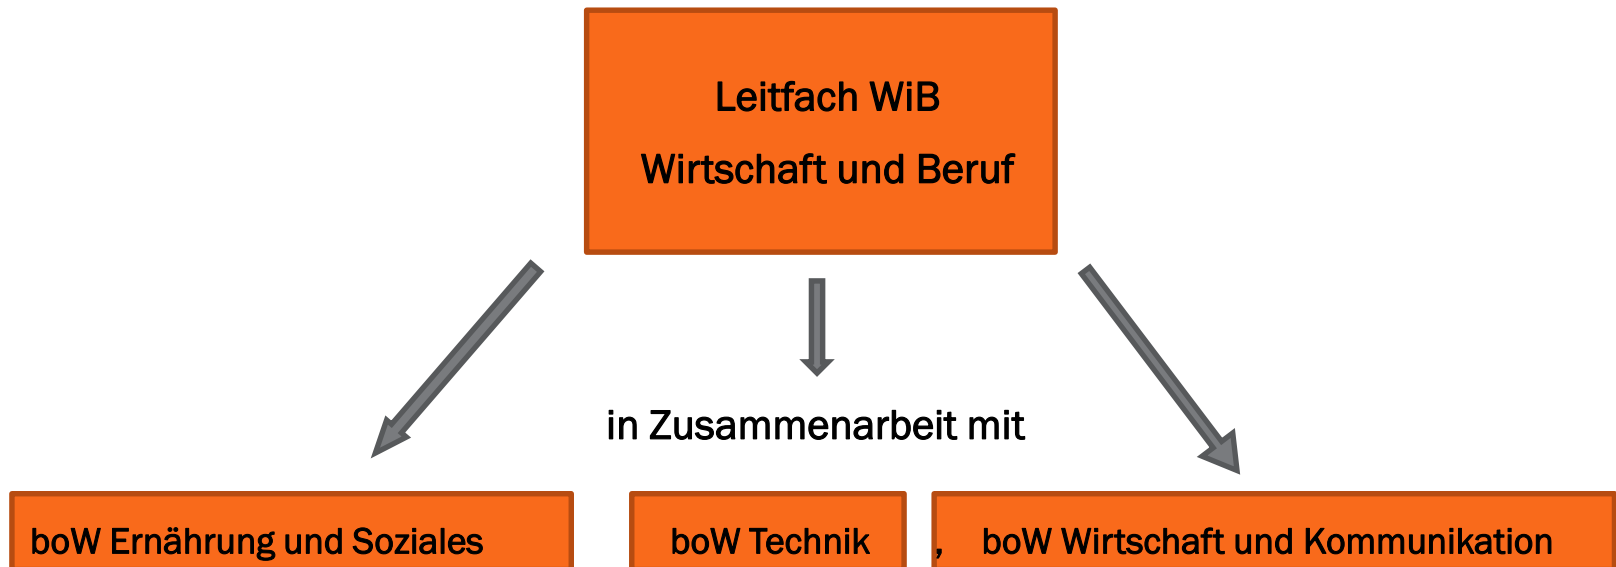 Leitfach WiB
Wirtschaft und Beruf
in Zusammenarbeit mit
boW Ernährung und Soziales
boW Technik
, boW Wirtschaft und Kommunikation